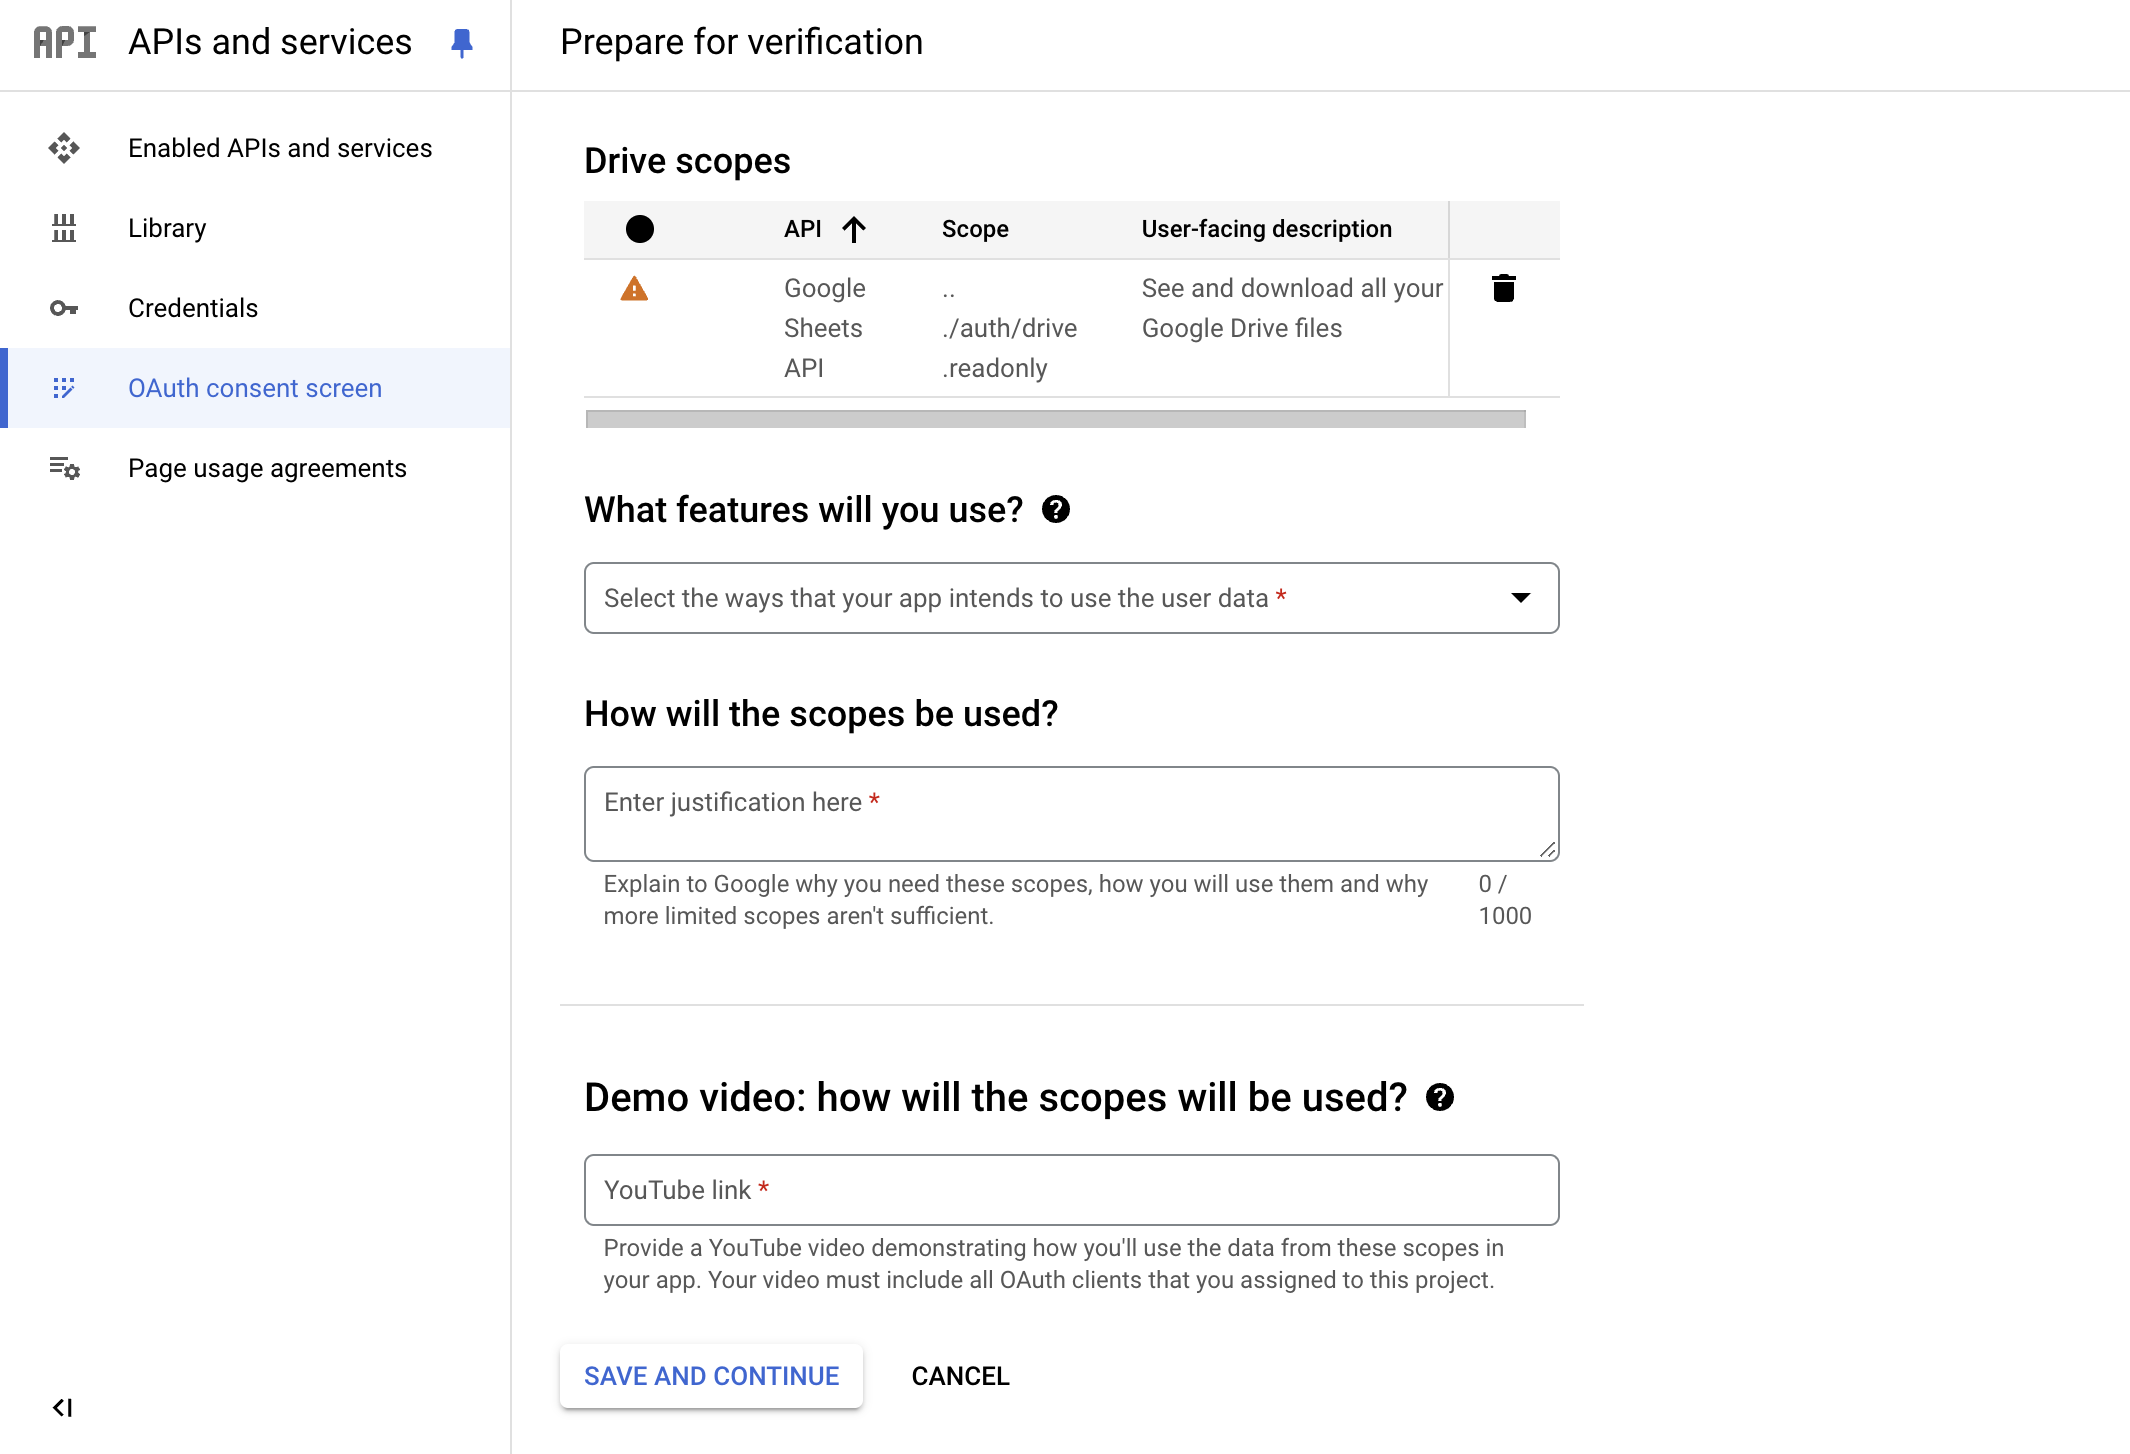 API APIs and services
Prepare for verification
Enabled APIs and services
Library
Credentials
OAuth consent screen
Page usage agreements
Drive scopes
API Scope User-facing description
Google .. See and download all your
Sheets ./auth/drive Google Drive files
API .readonly
What features will you use?
Select the ways that your app intends to use the user data *
How will the scopes be used?
Enter justification here *
Explain to Google why you need these scopes, how you will use them and why 0 /
more limited scopes aren't sufficient. 1000
Demo video: how will the scopes will be used?
YouTube link *
Provide a YouTube video demonstrating how you'll use the data from these scopes in
your app. Your video must include all OAuth clients that you assigned to this project.
SAVE AND CONTINUE CANCEL